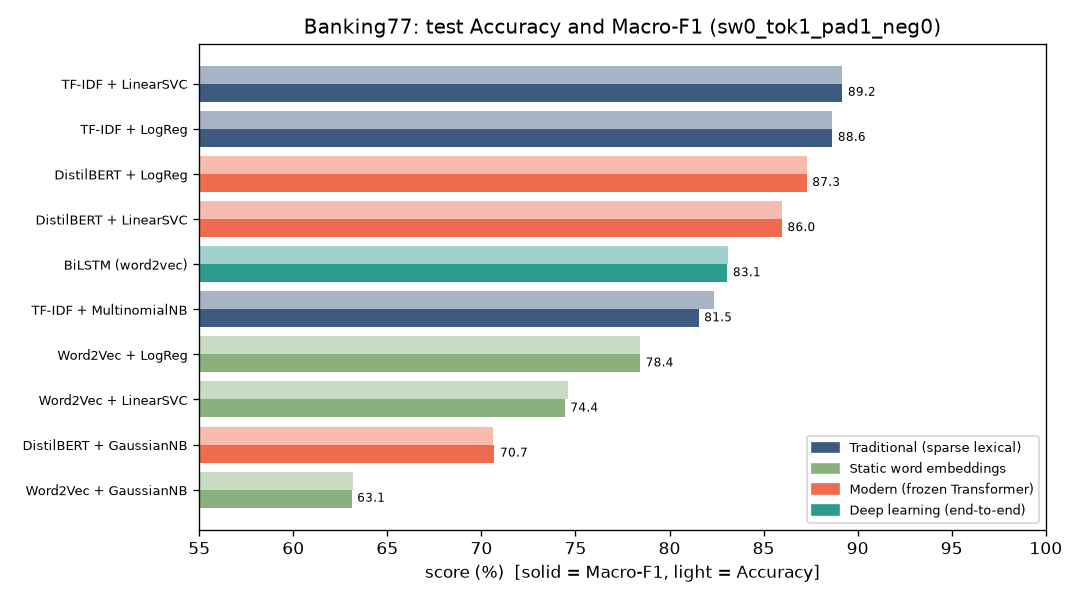 Banking77: test Accuracy and Macro-F1 (sw0_tok1_pad1_neg0)
TF-IDF + LinearSVC
89.2
TF-IDF + LogReg
88.6
DistilBERT + LogReg
87.3
DistilBERT + LinearSVC
86.0
BiLSTM (word2vec)
83.1
TF-IDF + MultinomialNB
81.5
Word2Vec + LogReg
78.4
Word2Vec + LinearSVC
74.4
DistilBERT + GaussianNB
70.7
Word2Vec + GaussianNB
63.1
Traditional (sparse lexical)
Static word embeddings
Modern (frozen Transformer)
Deep learning (end-to-end)
55 60 65 70 75 80 85 90 95 100
score (%)  [solid = Macro-F1, light = Accuracy]